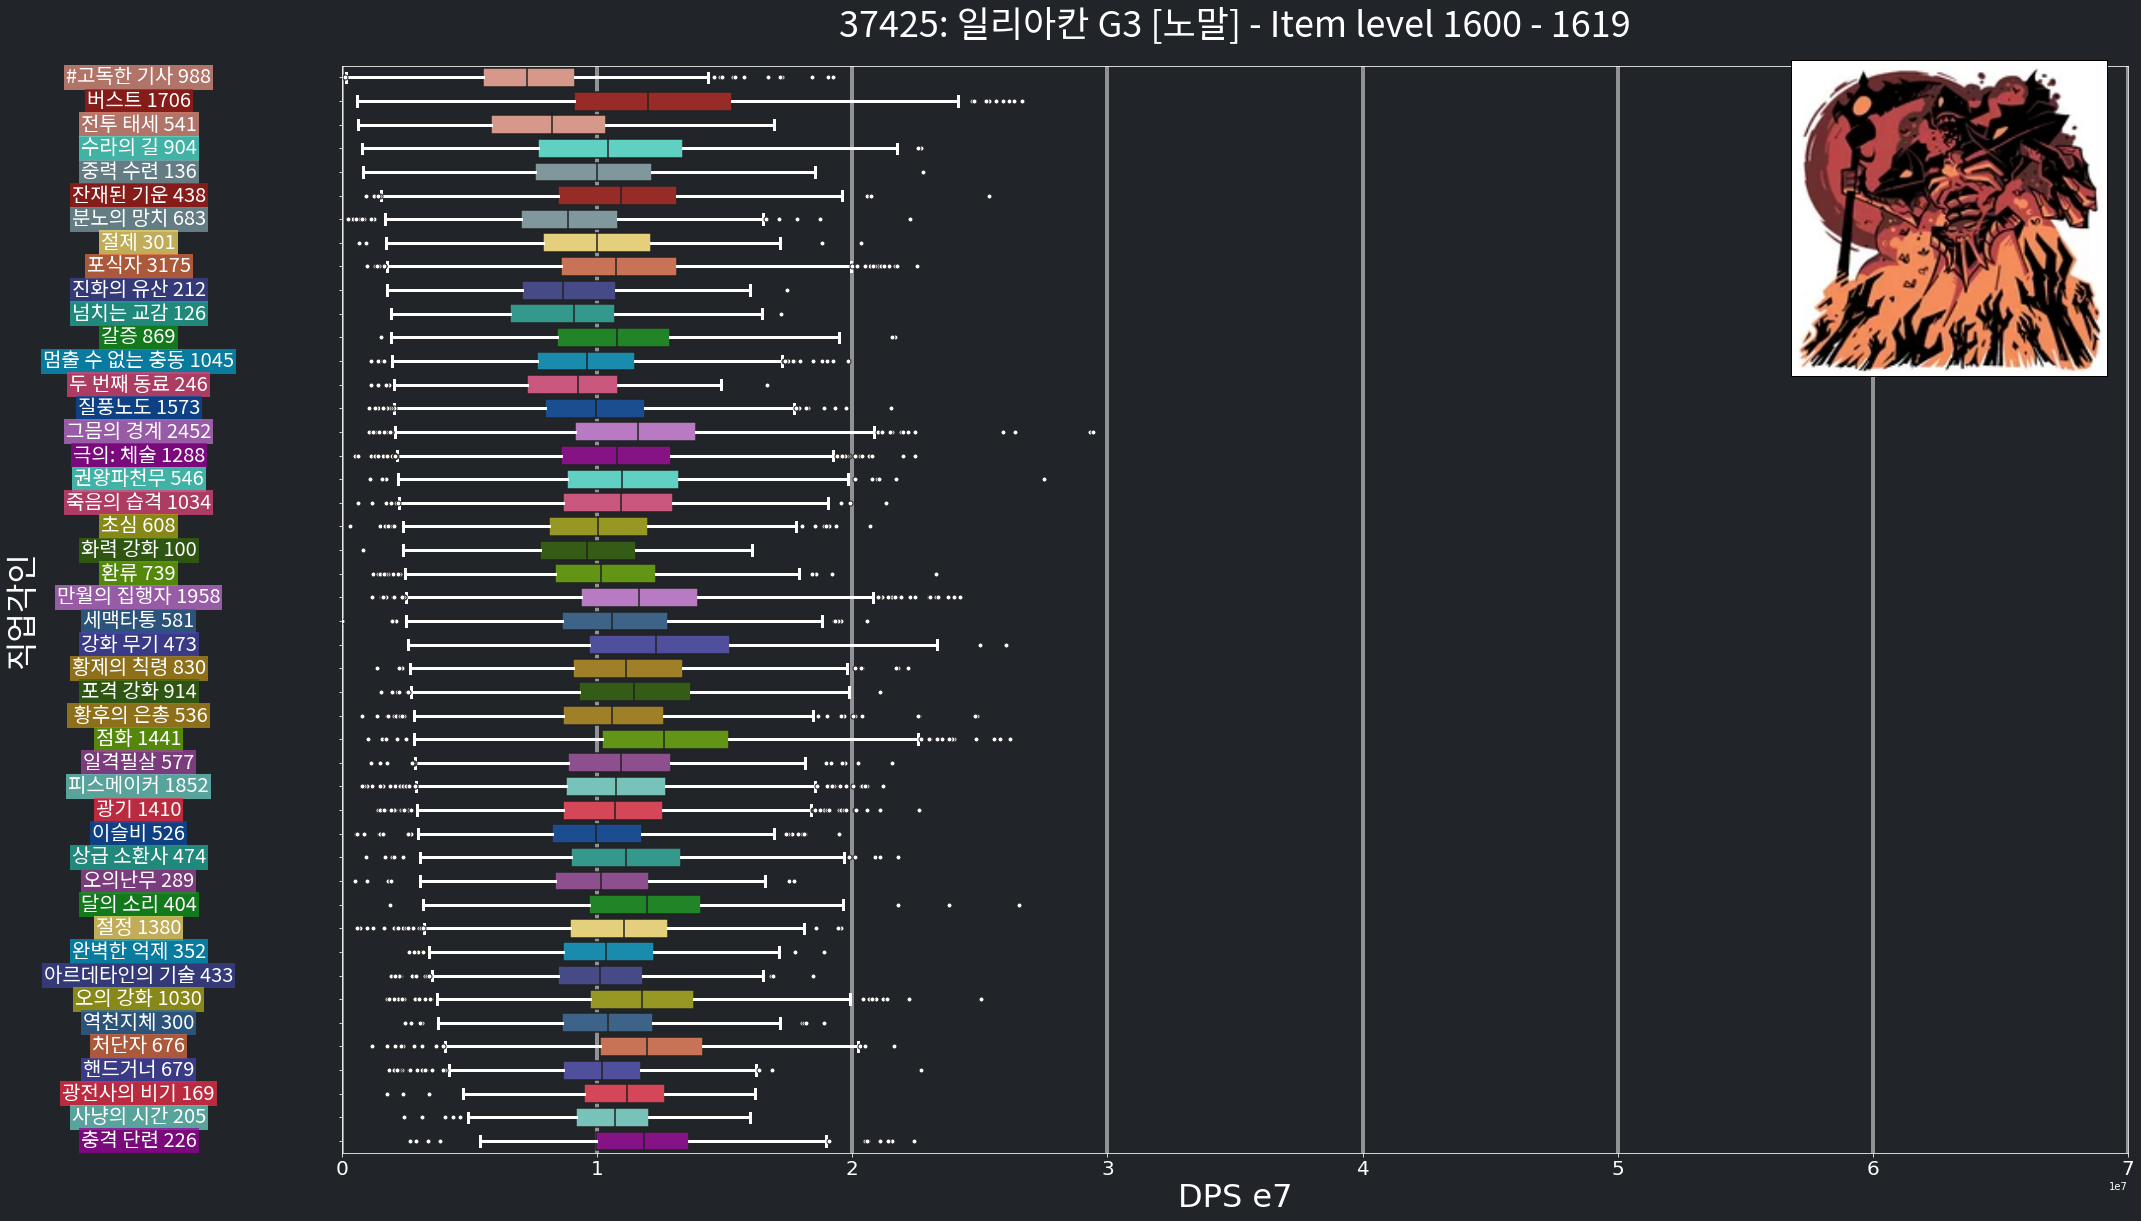 37425: 일리아칸 G3 [노말] - Item level 1600 - 1619
직업각인
#고독한 기사 988
버스트 1706
전투 태세 541
수라의 길 904
중력 수련 136
잔재된 기운 438
분노의 망치 683
절제 301
포식자 3175
진화의 유산 212
넘치는 교감 126
갈증 869
멈출 수 없는 충동 1045
두 번째 동료 246
질풍노도 1573
그믐의 경계 2452
극의: 체술 1288
권왕파천무 546
죽음의 습격 1034
초심 608
화력 강화 100
환류 739
만월의 집행자 1958
세맥타통 581
강화 무기 473
황제의 칙령 830
포격 강화 914
황후의 은총 536
점화 1441
일격필살 577
피스메이커 1852
광기 1410
이슬비 526
상급 소환사 474
오의난무 289
달의 소리 404
절정 1380
완벽한 억제 352
아르데타인의 기술 433
오의 강화 1030
역천지체 300
처단자 676
핸드거너 679
광전사의 비기 169
사냥의 시간 205
충격 단련 226
0 1 2 3 4 5 6 7
1e7
DPS e7